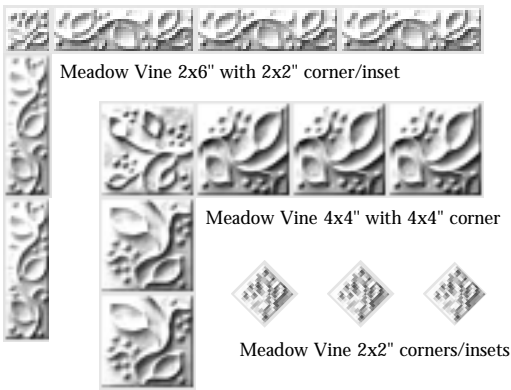 Meadow Vine 2x6" with 2x2" corner/inset
Meadow Vine 4x4" with 4x4" corner
Meadow Vine 2x2" corners/insets